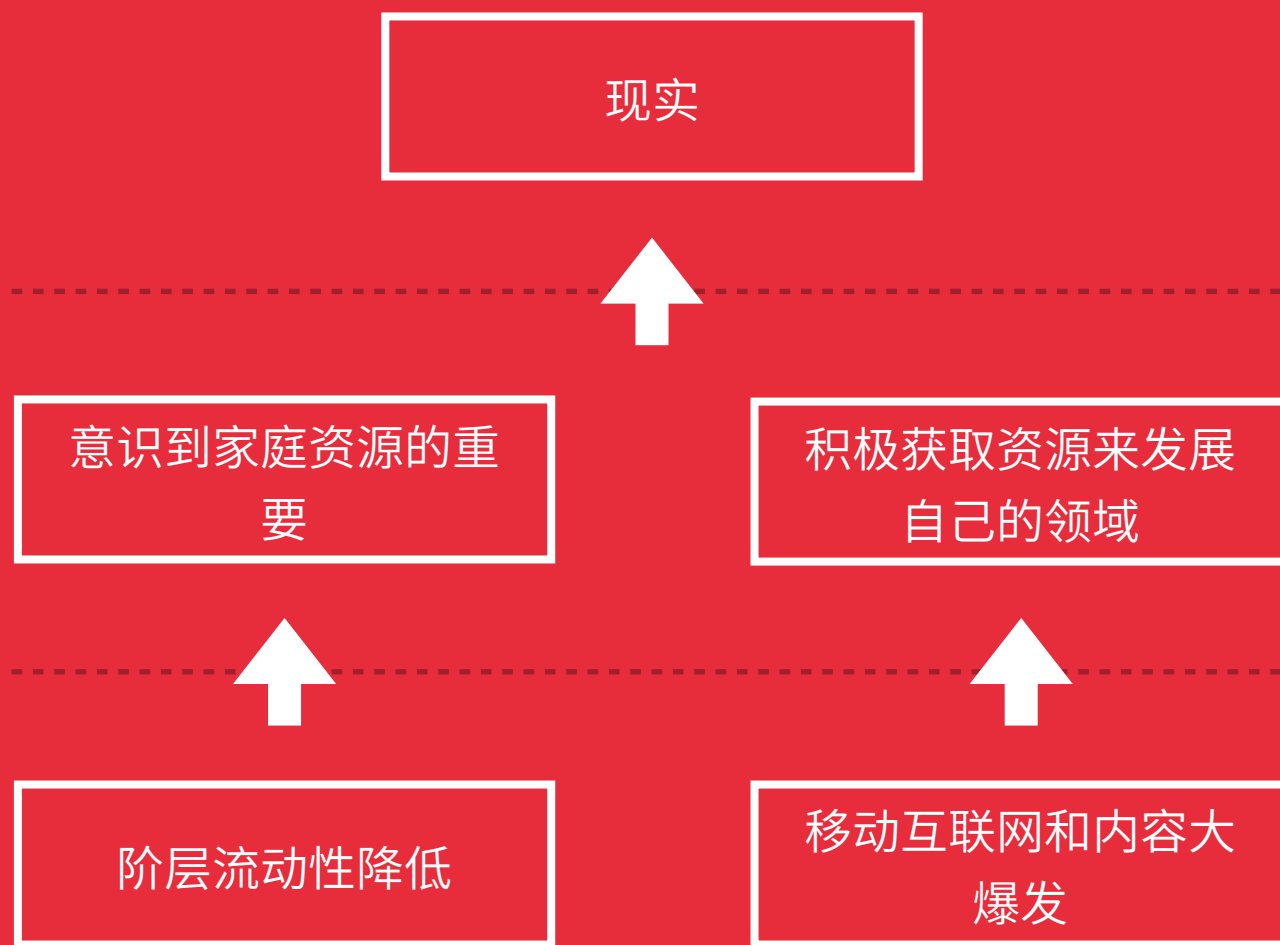 现实
意识到家庭资源的重
要
积极获取资源来发展
自己的领域
阶层流动性降低
移动互联网和内容大
爆发